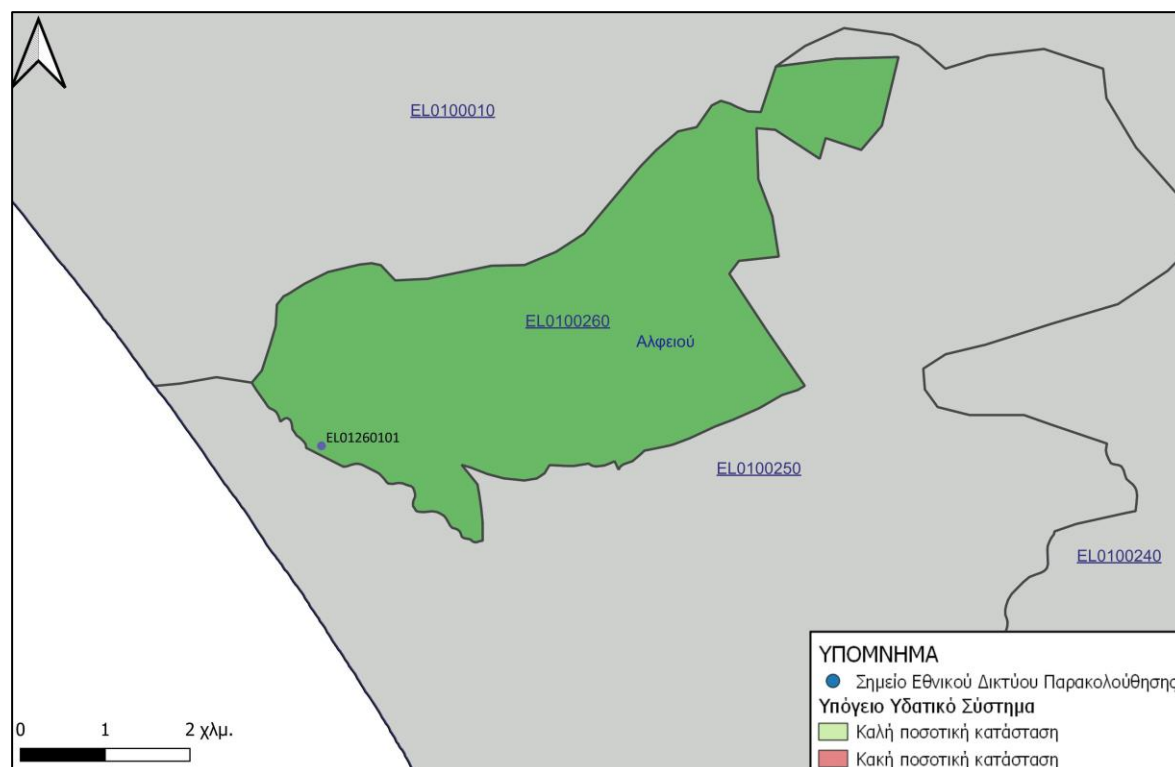 EL0100010
EL0100260
Αλφειού
EL01260101
EL0100250
EL0100240
0 1 2 χλμ.
ΥΠΟΜΝΗΜΑ
Σημείο Εθνικού Δικτύου Παρακολούθησης
Υπόγειο Υδατικό Σύστημα
Καλή ποσοτική κατάσταση
Κακή ποσοτική κατάσταση